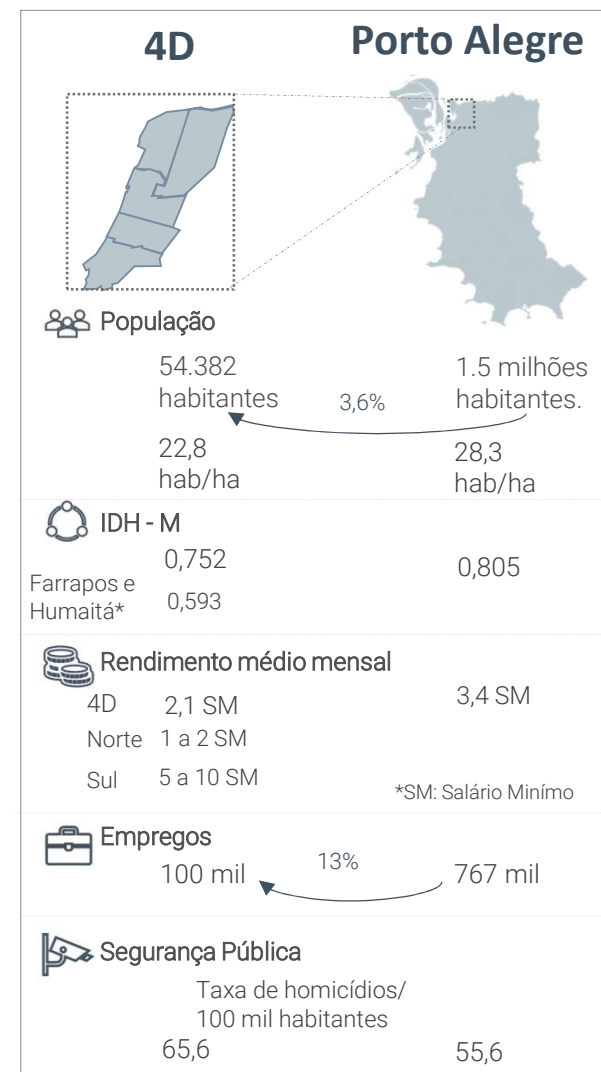 4D
Porto Alegre
População
54.382
habitantes
3,6%
1.5 milhões
habitantes.
22,8
hab/ha
28,3
hab/ha
IDH - M
0,752
0,805
Farrapos e
Humaitá*
0,593
Rendimento médio mensal
4D 2,1 SM
3,4 SM
Norte 1 a 2 SM
Sul 5 a 10 SM
*SM: Salário Minímo
Empregos
100 mil
13%
767 mil
Segurança Pública
Taxa de homicídios/
100 mil habitantes
65,6
55,6